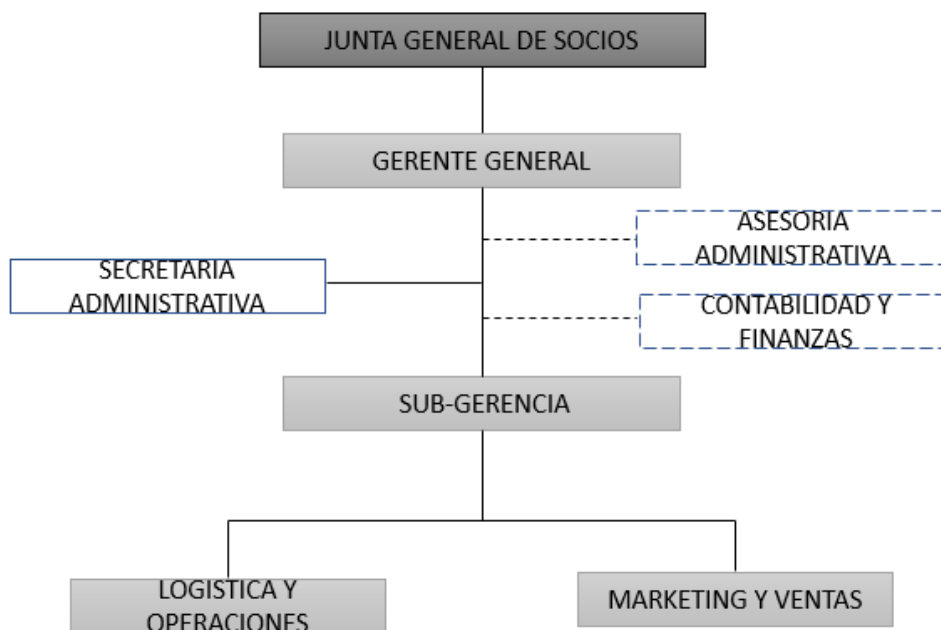 JUNTA GENERAL DE SOCIOS
GERENTE GENERAL
ASESORIA
ADMINISTRATIVA
SECRETARIA
ADMINISTRATIVA
CONTABILIDAD Y
FINANZAS
SUB-GERENCIA
LOGISTICA Y
OPERACIONES
MARKETING Y VENTAS